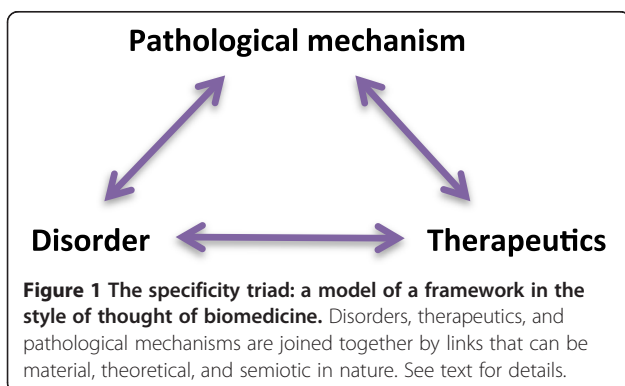 Pathological mechanism
Disorder
Therapeutics
Figure 1 The specificity triad: a model of a framework in the
style of thought of biomedicine. Disorders, therapeutics, and
pathological mechanisms are joined together by links that can be
material, theoretical, and semiotic in nature. See text for details.